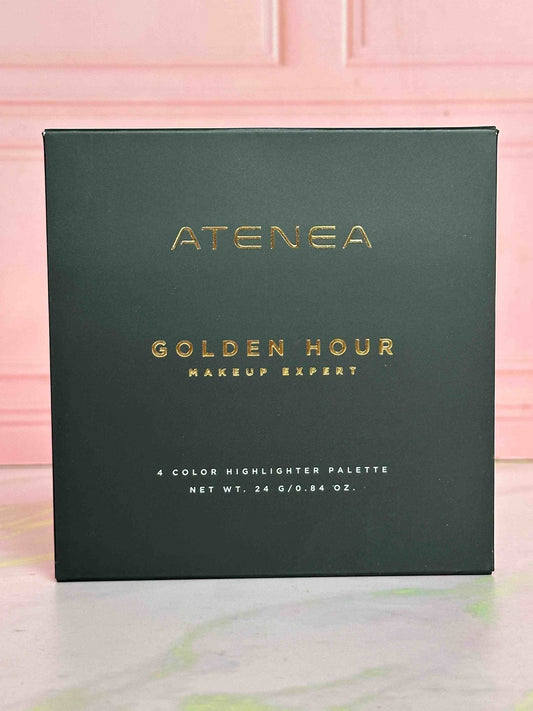 ATENEA
GOLDEN HOUR
MAKEUP EXPERT
4 COLOR HIGHLIGHTER PALETTE
NET WT. 24 G/0.84 OZ.